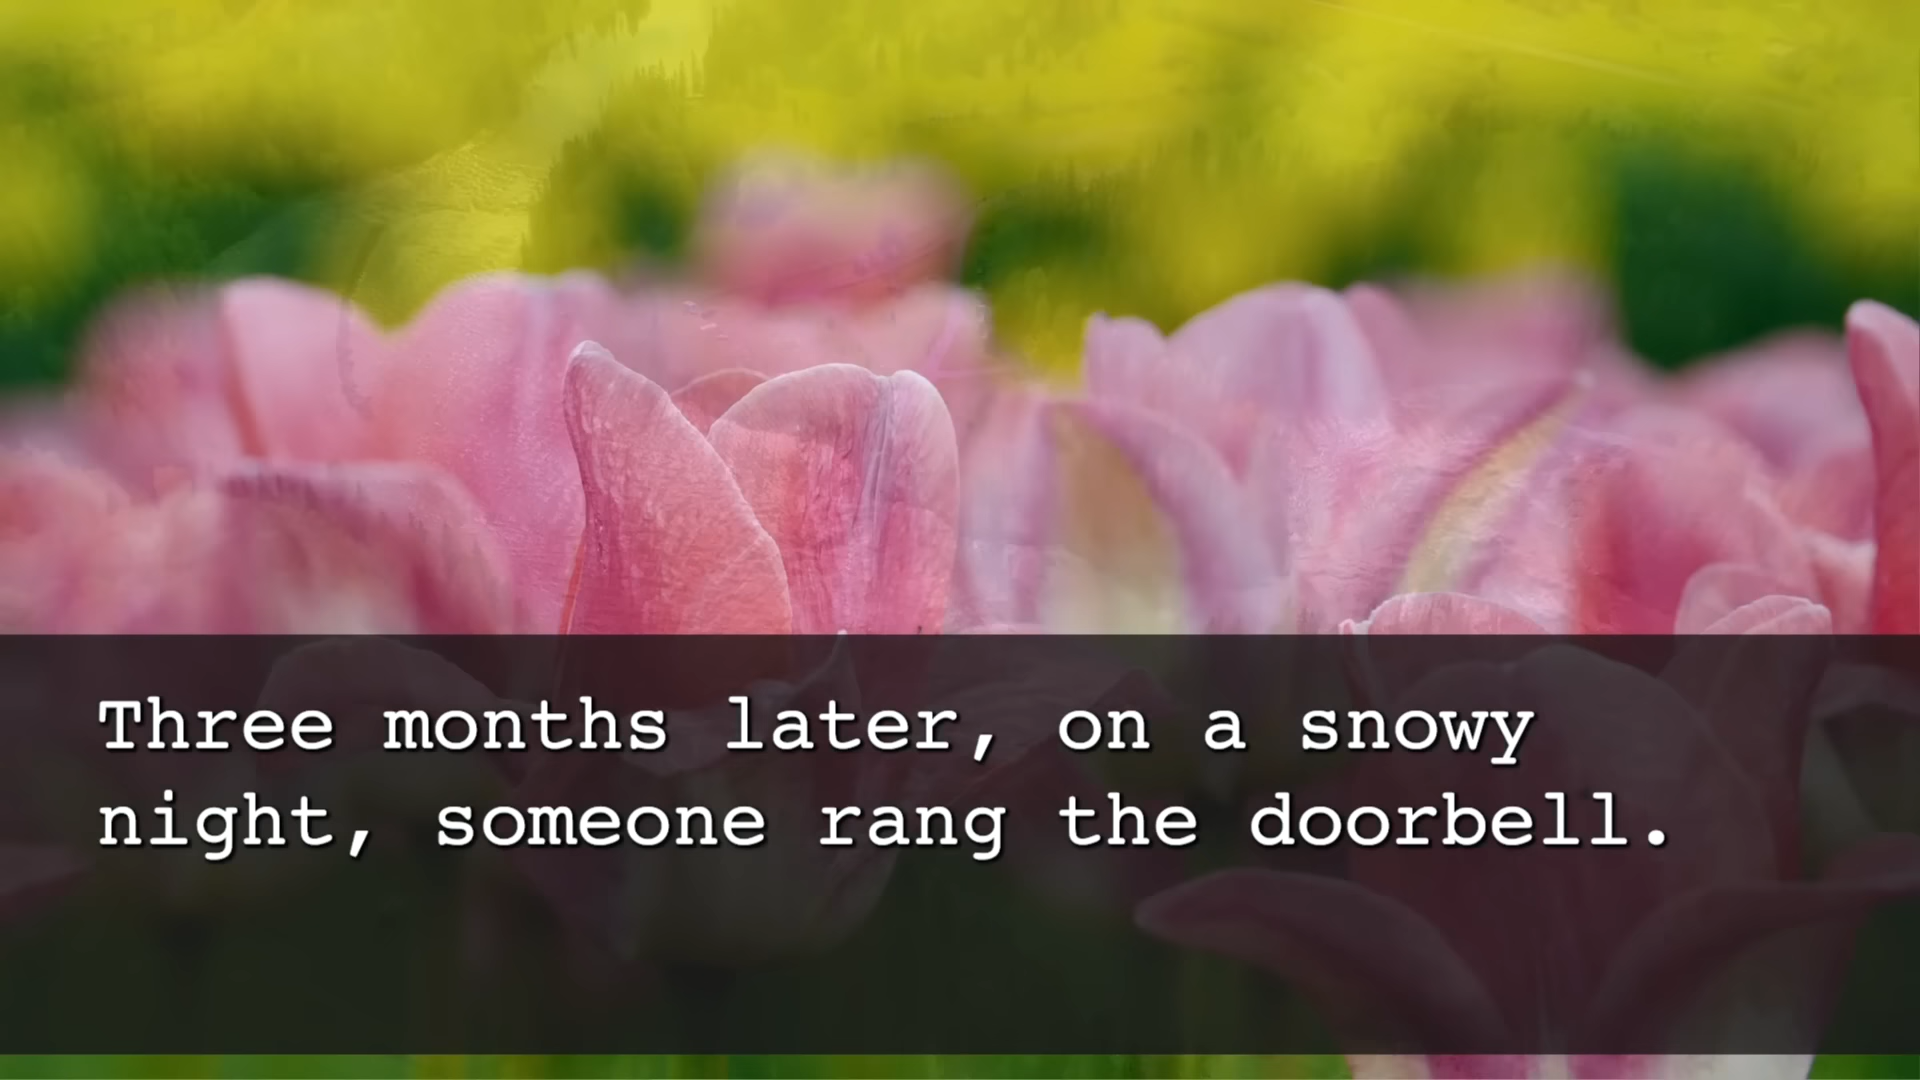 Three months later, on a snowy
night, someone rang the doorbell.